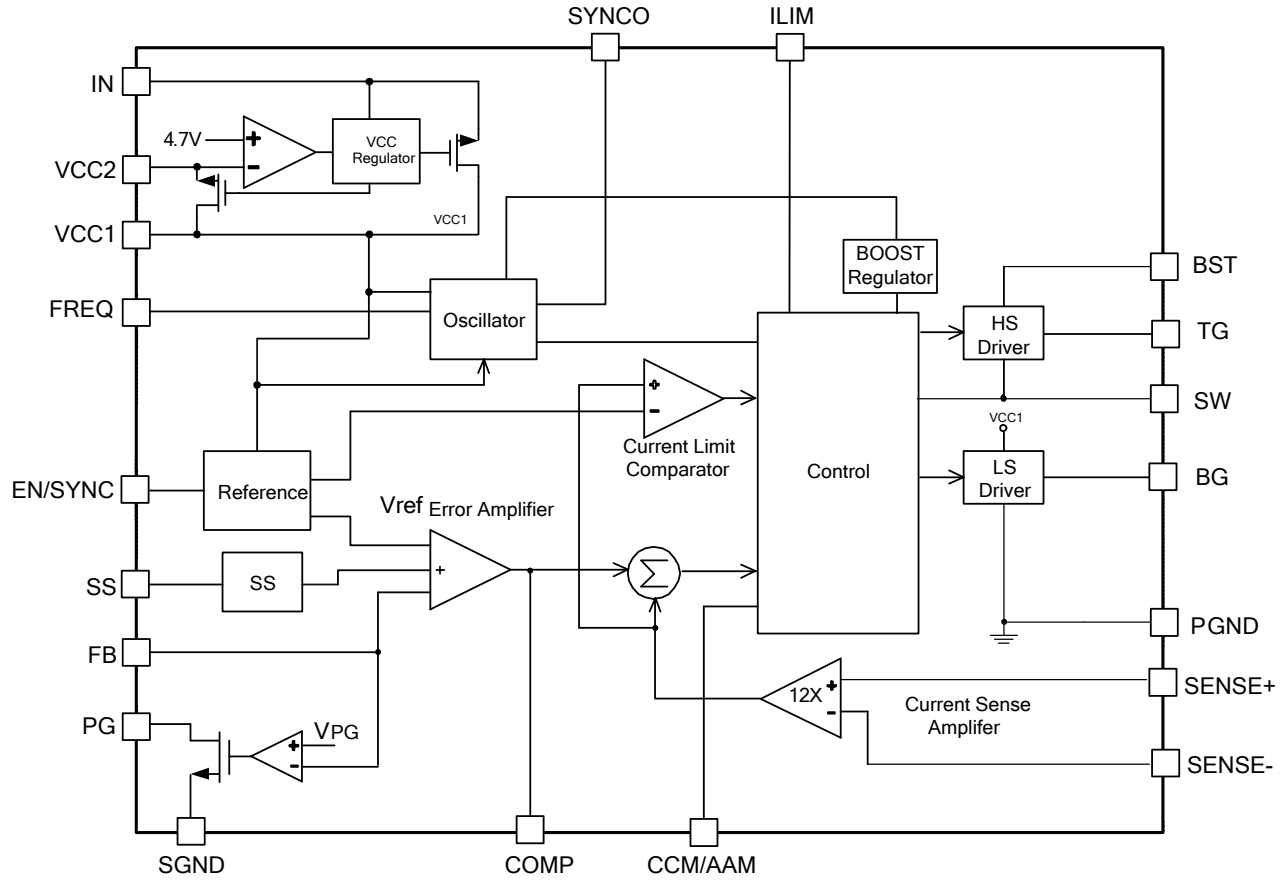 SYNCO
ILIM
IN
4.7V
+
-
VCC
Regulator
VCC2
VCC1
VCC1
BOOST
Regulator
BST
FREQ
Oscillator
HS
Driver
TG
+
-
SW
VCC1
Current Limit
Comparator
Control
LS
Driver
BG
EN/SYNC
Reference
Vref Error Amplifier
SS
SS
+
Σ
FB
PGND
12X
+
-
SENSE+
Current Sense
Amplifer
PG
VPG
+
-
SENSE-
SGND
COMP
CCM/AAM